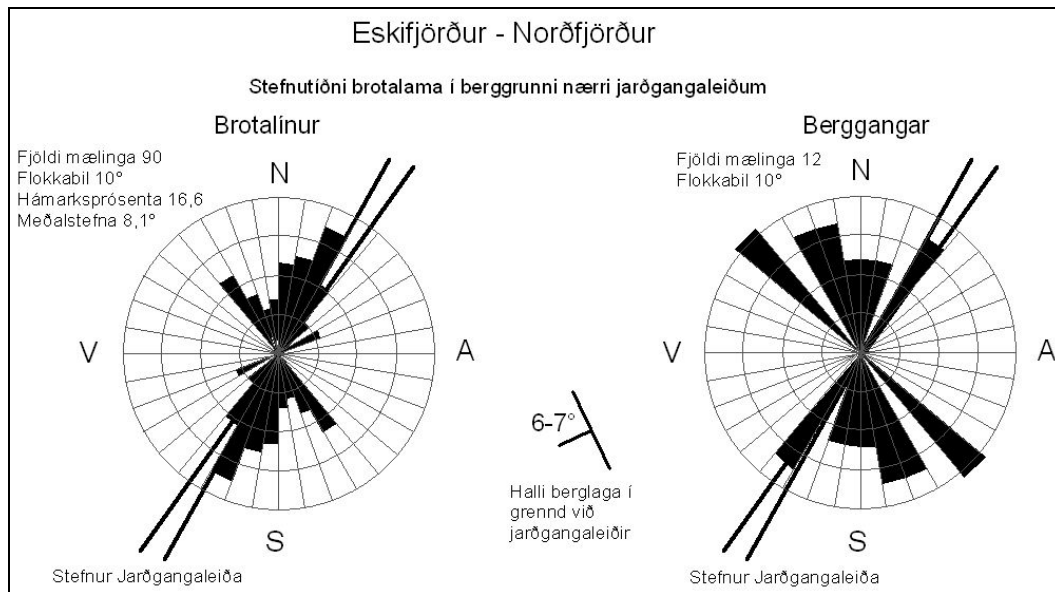 Eskifjörður - Norðfjörður
Stefnutíðni brotalama í berggrunni nærri jarðgangaleiðum
Brotalínur
Fjöldi mælinga 90
Flokkabil 10°
Hámarksprósenta 16,6
Meðalstefna 8,1°
N
V
A
S
Stefnur Jarðgangaleiða
6-7°
Halli berglaga í
grennd við
jarðgangaleiðir
Berggangar
Fjöldi mælinga 12
Flokkabil 10°
N
V
A
S
Stefnur Jarðgangaleiða